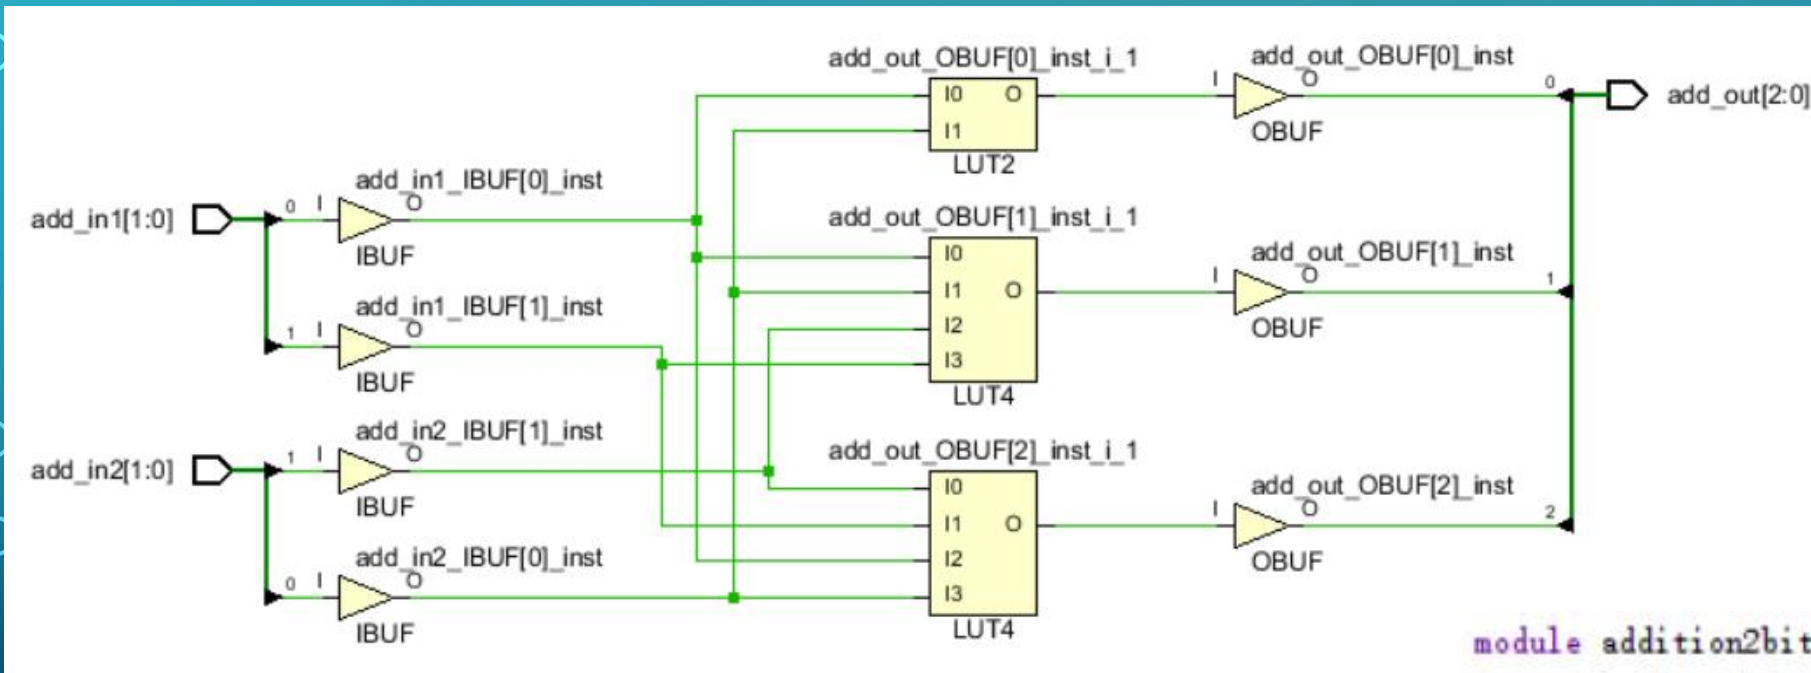 add_out_OBUF[0]_inst_i_1
add_out_OBUF[0]_inst
I0 O
I1
LUT2
I O
OBUF
0
add_out[2:0]
add_in1_IBUF[0]_inst
add_in1[1:0]
0 I O
IBUF
add_out_OBUF[1]_inst_i_1
I0
I1 O
I2
I3
LUT4
add_out_OBUF[1]_inst
I O
OBUF
1
add_in1_IBUF[1]_inst
1 I O
IBUF
add_in2_IBUF[1]_inst
add_in2[1:0]
1 I O
IBUF
add_out_OBUF[2]_inst_i_1
I0
I1 O
I2
I3
LUT4
add_out_OBUF[2]_inst
I O
OBUF
2
add_in2_IBUF[0]_inst
0 I O
IBUF
module addition2bit